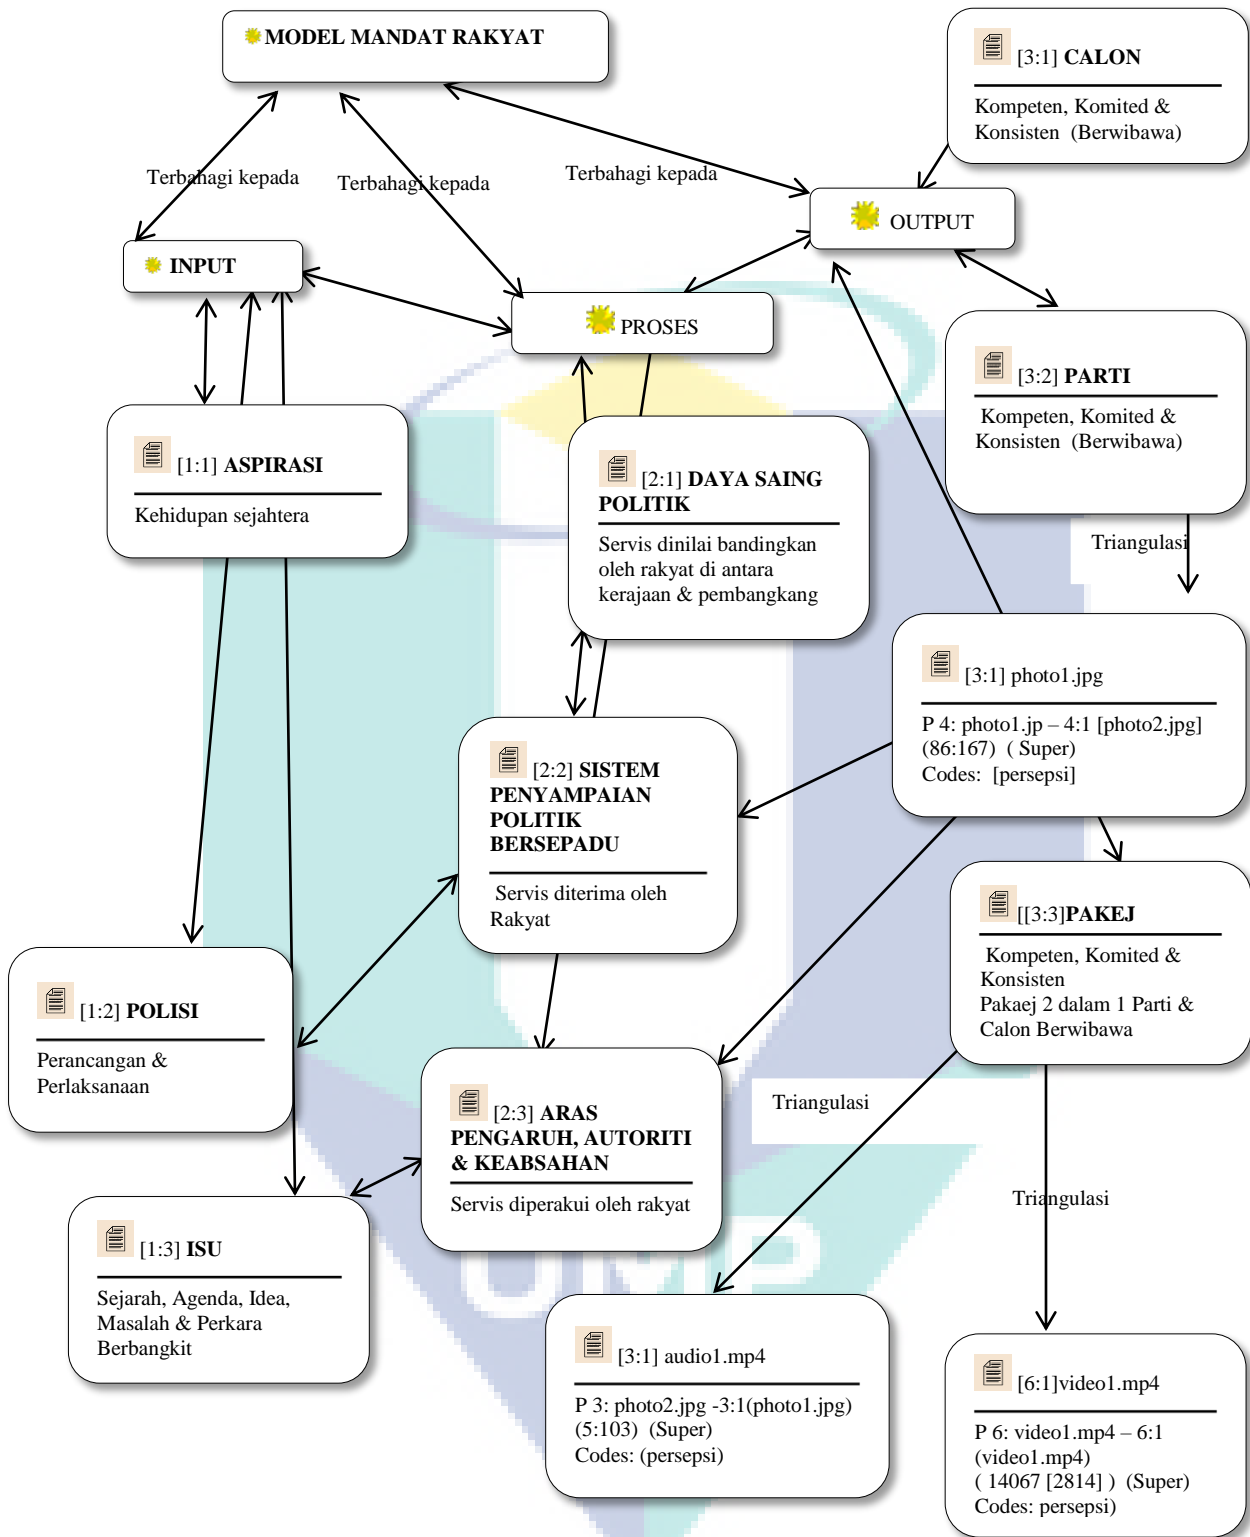 MODEL MANDAT RAKYAT
[3:1] CALON
Kompeten, Komited &
Konsisten (Berwibawa)
Terbahagi kepada
Terbahagi kepada
Terbahagi kepada
OUTPUT
INPUT
PROSES
[3:2] PARTI
Kompeten, Komited &
Konsisten (Berwibawa)
[1:1] ASPIRASI
Kehidupan sejahtera
[2:1] DAYA SAING
POLITIK
Servis dinilai bandingkan
oleh rakyat di antara
kerajaan & pembangkang
Triangulasi
[3:1] photo1.jpg
P 4: photo1.jp – 4:1 [photo2.jpg]
(86:167) ( Super)
Codes: [persepsi]
[2:2] SISTEM
PENYAMPAIAN
POLITIK
BERSEPADU
Servis diterima oleh
Rakyat
[[3:3]PAKEJ
Kompeten, Komited &
Konsisten
Pakaej 2 dalam 1 Parti &
Calon Berwibawa
[1:2] POLISI
Perancangan &
Perlaksanaan
[2:3] ARAS
PENGARUH, AUTORITI
& KEABSAHAN
Servis diperakui oleh rakyat
Triangulasi
Triangulasi
[1:3] ISU
Sejarah, Agenda, Idea,
Masalah & Perkara
Berbangkit
UMP
[3:1] audio1.mp4
P 3: photo2.jpg -3:1(photo1.jpg)
(5:103) (Super)
Codes: (persepsi)
[6:1]video1.mp4
P 6: video1.mp4 – 6:1
(video1.mp4)
( 14067 [2814] ) (Super)
Codes: persepsi)